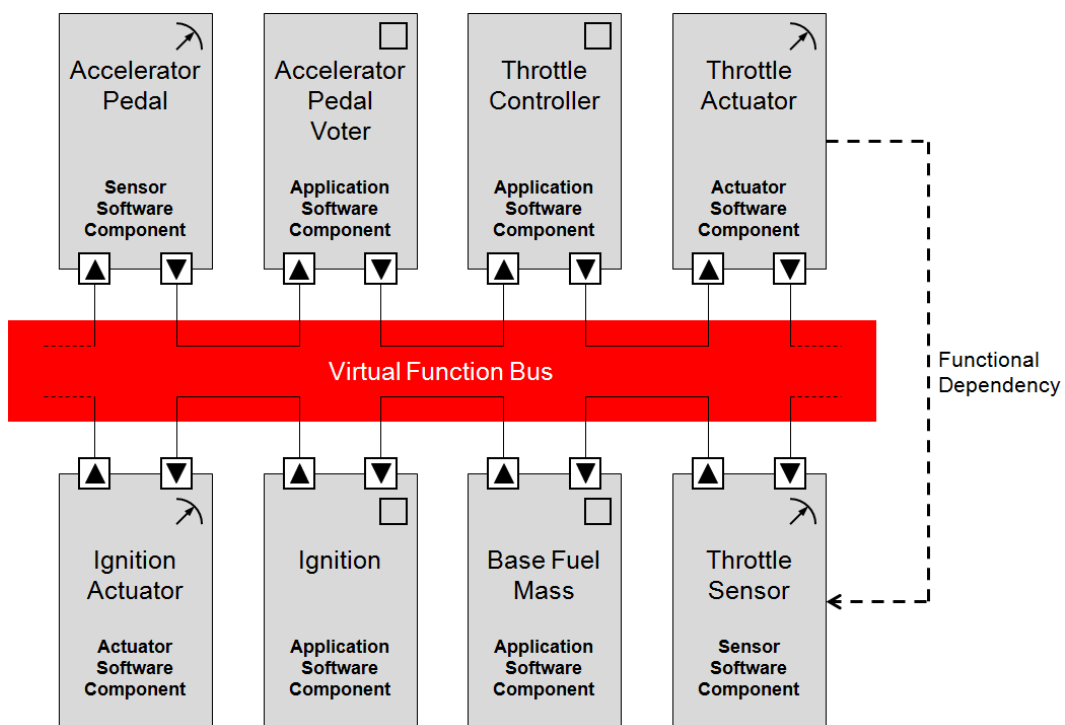 Accelerator
Pedal
Sensor
Software
Component
Accelerator
Pedal
Voter
Application
Software
Component
Throttle
Controller
Application
Software
Component
Throttle
Actuator
Actuator
Software
Component
Virtual Function Bus
Functional
Dependency
Ignition
Actuator
Actuator
Software
Component
Ignition
Application
Software
Component
Base Fuel
Mass
Application
Software
Component
Throttle
Sensor
Sensor
Software
Component